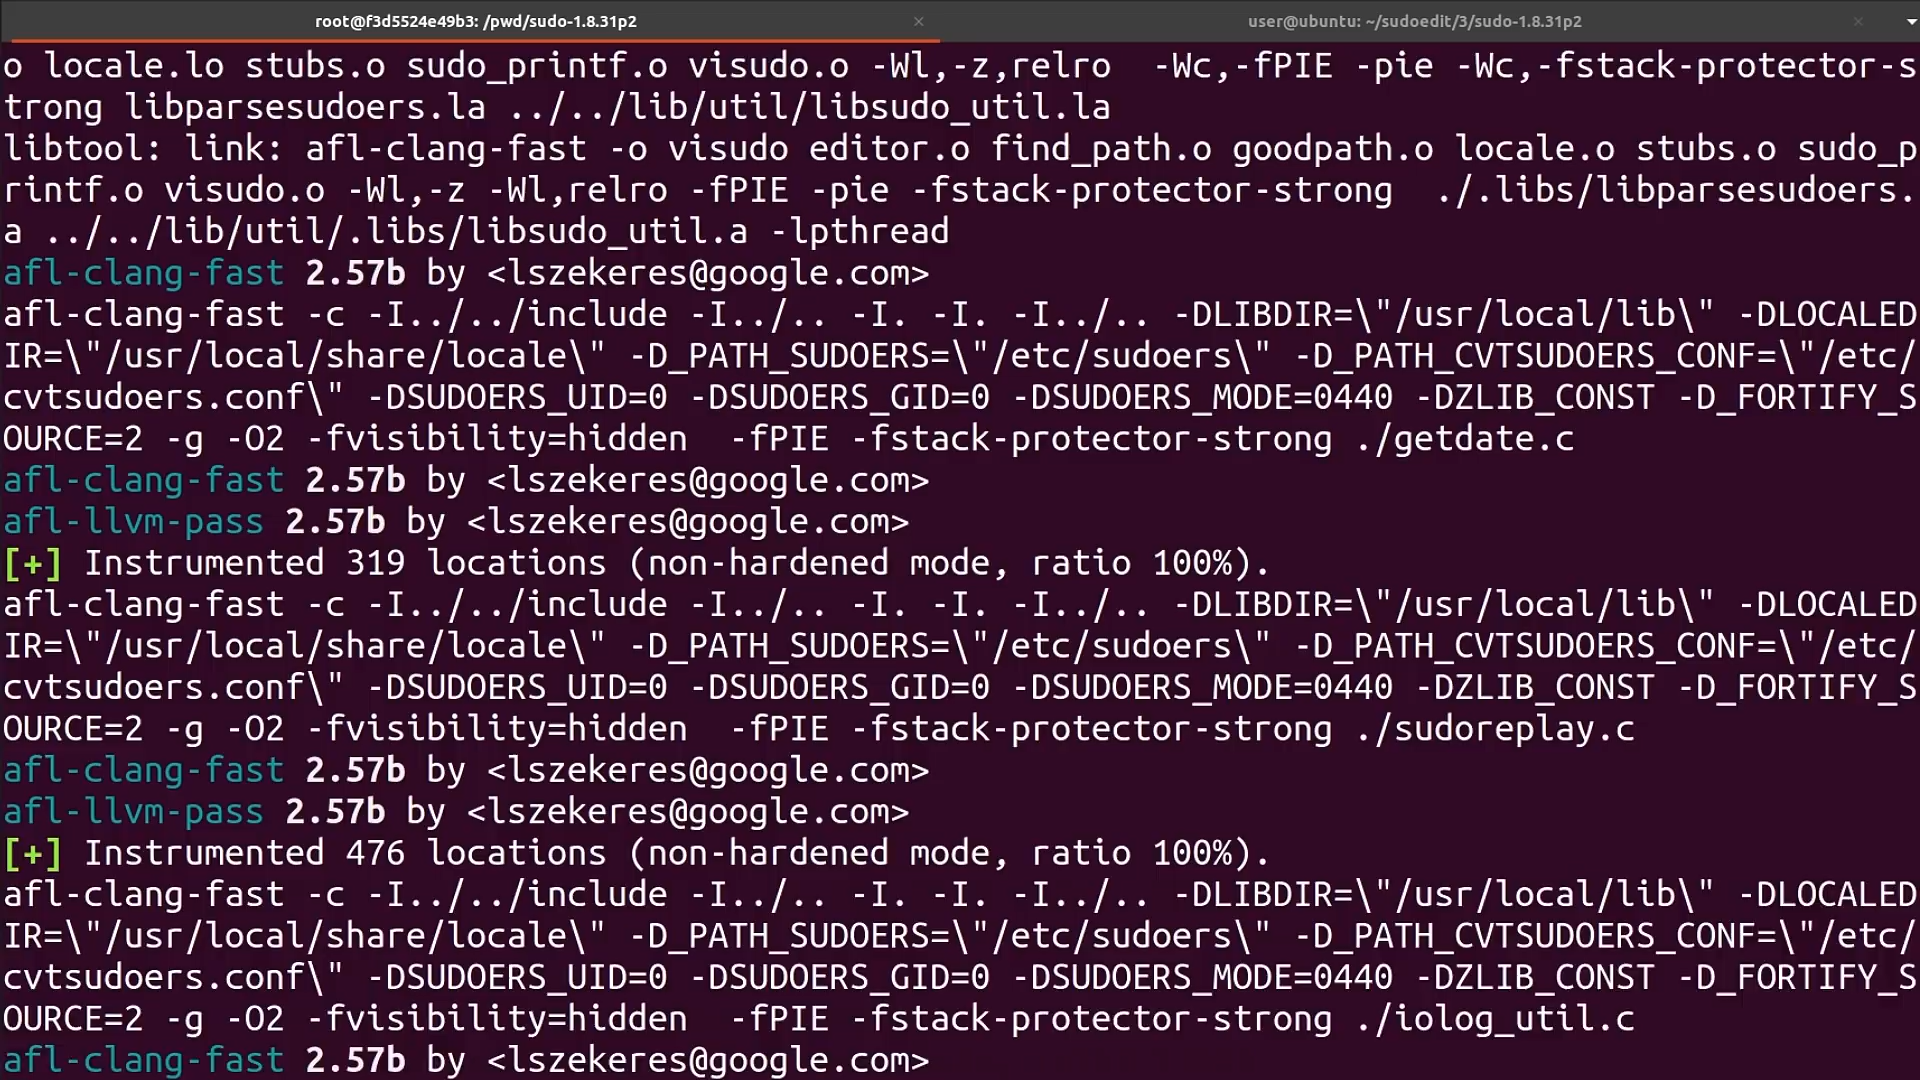 root@f3d5524e49b3: /pwd/sudo-1.8.31p2 × user@ubuntu: ~/sudoedit/3/sudo-1.8.31p2 ×
o locale.lo stubs.o sudo_printf.o visudo.o -Wl,-z,relro  -Wc,-fPIE -pie -Wc,-fstack-protector-s
trong libparsesudoers.la ../../lib/util/libsudo_util.la
libtool: link: afl-clang-fast -o visudo editor.o find_path.o goodpath.o locale.o stubs.o sudo_p
rintf.o visudo.o -Wl,-z -Wl,relro -fPIE -pie -fstack-protector-strong  ./.libs/libparsesudoers.
a ../../lib/util/.libs/libsudo_util.a -lpthread
afl-clang-fast 2.57b by <lszekeres@google.com>
afl-clang-fast -c -I../../include -I../.. -I. -I. -I../.. -DLIBDIR=\"/usr/local/lib\" -DLOCALED
IR=\"/usr/local/share/locale\" -D_PATH_SUDOERS=\"/etc/sudoers\" -D_PATH_CVTSUDOERS_CONF=\"/etc/
cvtsudoers.conf\" -DSUDOERS_UID=0 -DSUDOERS_GID=0 -DSUDOERS_MODE=0440 -DZLIB_CONST -D_FORTIFY_S
OURCE=2 -g -O2 -fvisibility=hidden  -fPIE -fstack-protector-strong ./getdate.c
afl-clang-fast 2.57b by <lszekeres@google.com>
afl-llvm-pass 2.57b by <lszekeres@google.com>
[+] Instrumented 319 locations (non-hardened mode, ratio 100%).
afl-clang-fast -c -I../../include -I../.. -I. -I. -I../.. -DLIBDIR=\"/usr/local/lib\" -DLOCALED
IR=\"/usr/local/share/locale\" -D_PATH_SUDOERS=\"/etc/sudoers\" -D_PATH_CVTSUDOERS_CONF=\"/etc/
cvtsudoers.conf\" -DSUDOERS_UID=0 -DSUDOERS_GID=0 -DSUDOERS_MODE=0440 -DZLIB_CONST -D_FORTIFY_S
OURCE=2 -g -O2 -fvisibility=hidden  -fPIE -fstack-protector-strong ./sudoreplay.c
afl-clang-fast 2.57b by <lszekeres@google.com>
afl-llvm-pass 2.57b by <lszekeres@google.com>
[+] Instrumented 476 locations (non-hardened mode, ratio 100%).
afl-clang-fast -c -I../../include -I../.. -I. -I. -I../.. -DLIBDIR=\"/usr/local/lib\" -DLOCALED
IR=\"/usr/local/share/locale\" -D_PATH_SUDOERS=\"/etc/sudoers\" -D_PATH_CVTSUDOERS_CONF=\"/etc/
cvtsudoers.conf\" -DSUDOERS_UID=0 -DSUDOERS_GID=0 -DSUDOERS_MODE=0440 -DZLIB_CONST -D_FORTIFY_S
OURCE=2 -g -O2 -fvisibility=hidden  -fPIE -fstack-protector-strong ./iolog_util.c
afl-clang-fast 2.57b by <lszekeres@google.com>